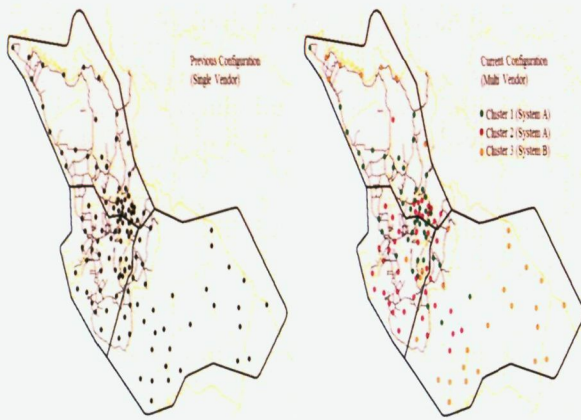 Previous Configuration
(Single Vendor)
Current Configuration
(Multi Vendor)
Cluster 1 (System A)
Cluster 2 (System A)
Cluster 3 (System B)